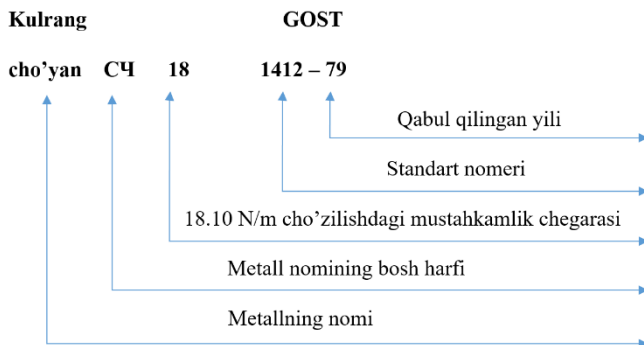 Kulrang GOST
cho’yan СЧ 18 1412 – 79
Qabul qilingan yili
Standart nomeri
18.10 N/m cho’zilishdagi mustahkamlik chegarasi
Metall nomining bosh harfi
Metallning nomi